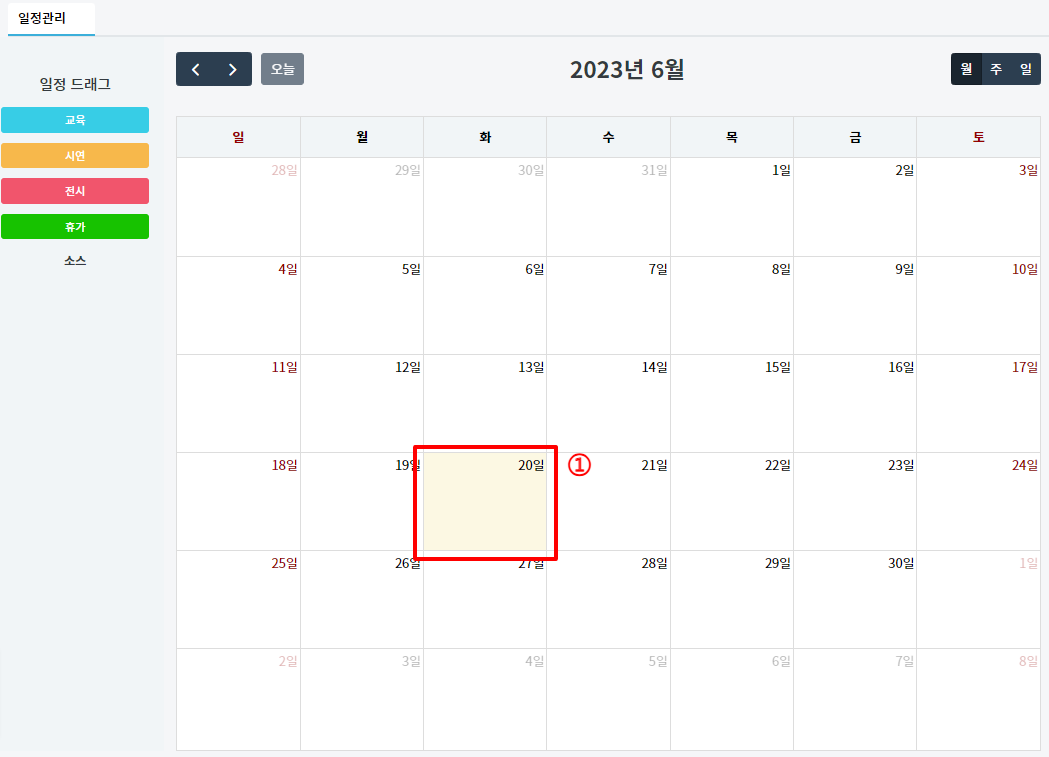 일정관리
오늘
2023년 6월
월 주 일
일정 드래그
교육
시연
전시
휴가
소스
일 월 화 수 목 금 토
28일 29일 30일 31일 1일 2일 3일
4일 5일 6일 7일 8일 9일 10일
11일 12일 13일 14일 15일 16일 17일
18일 19일 20일 ① 21일 22일 23일 24일
25일 26일 27일 28일 29일 30일 1일
2일 3일 4일 5일 6일 7일 8일